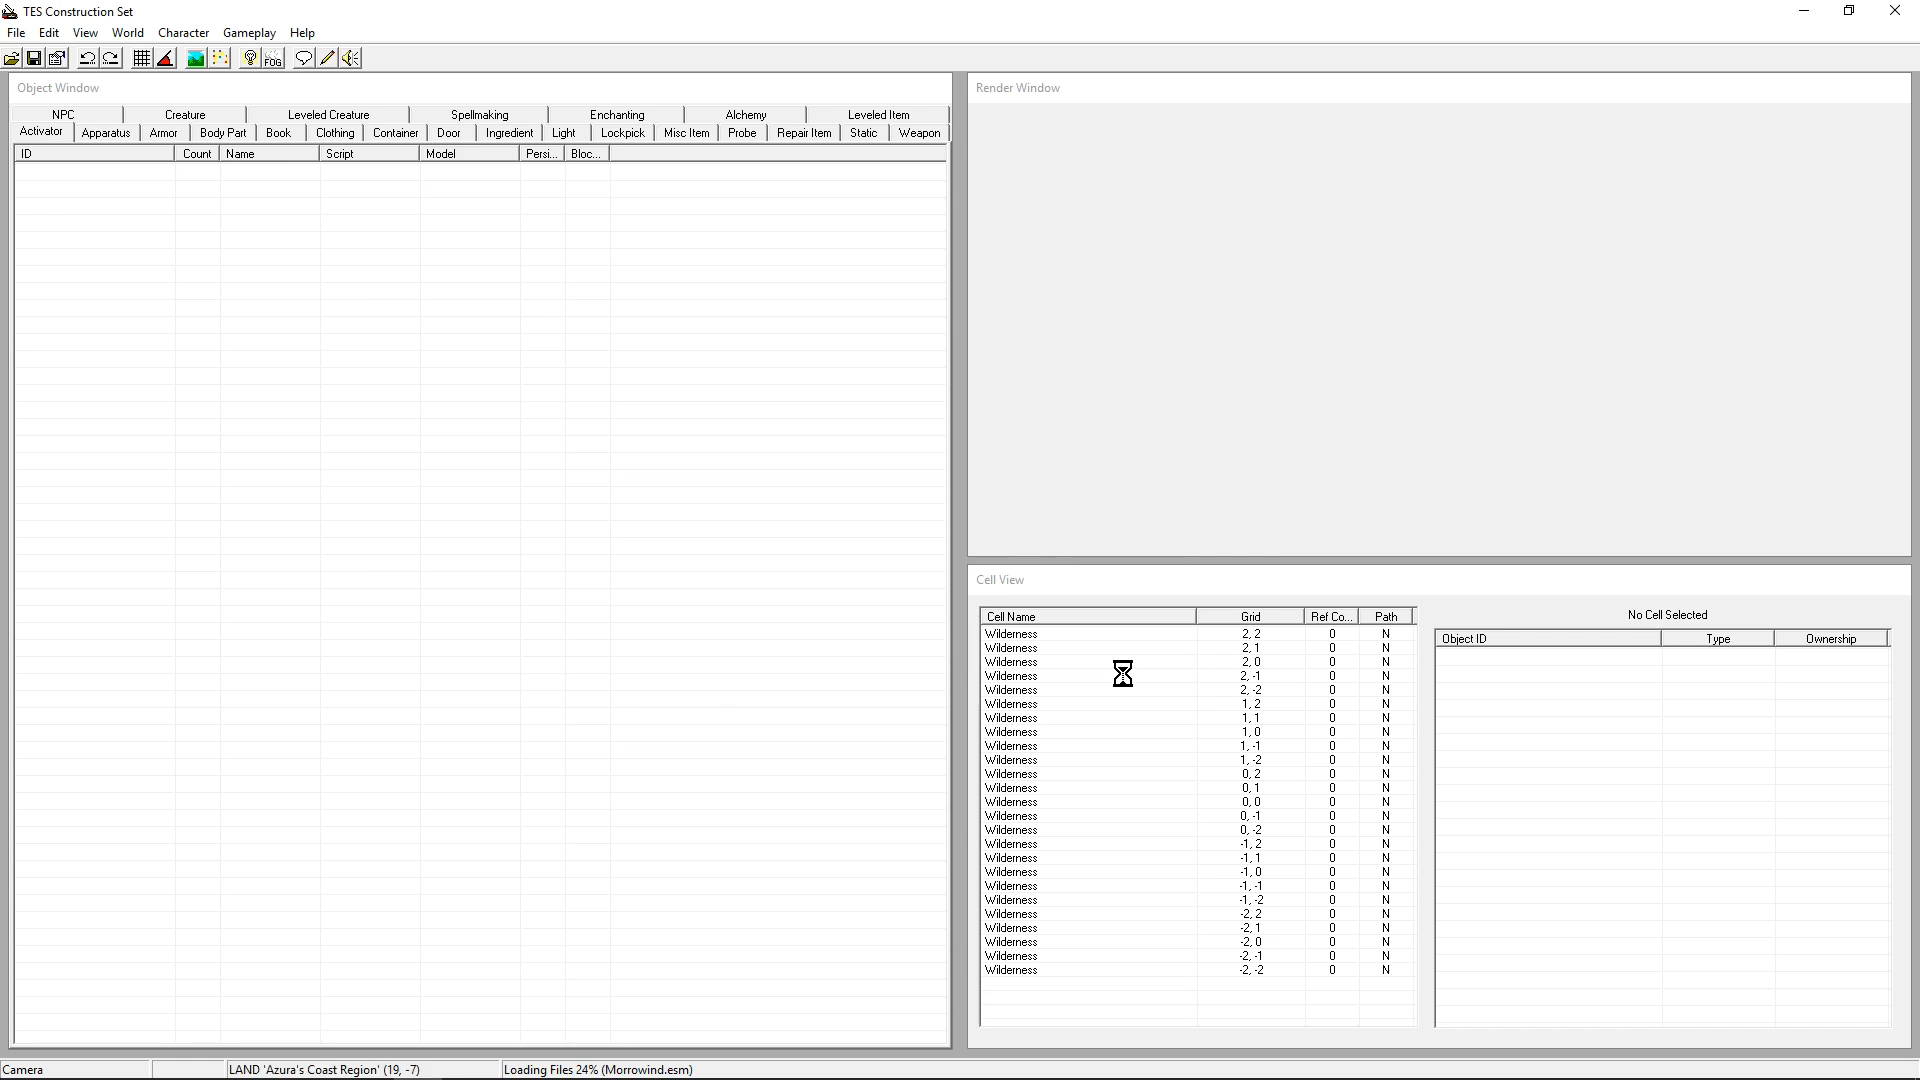 TES Construction Set
File Edit View World Character Gameplay Help
FOG
Object Window
NPC Creature Leveled Creature Spellmaking Enchanting Alchemy Leveled Item
Activator Apparatus Armor Body Part Book Clothing Container Door Ingredient Light Lockpick Misc Item Probe Repair Item Static Weapon
ID Count Name Script Model Persi... Bloc...
Render Window
Cell View
Cell Name Grid Ref Co... Path
Wilderness 2, 2 0 N
Wilderness 2, 1 0 N
Wilderness 2, 0 0 N
Wilderness 2, -1 0 N
Wilderness 2, -2 0 N
Wilderness 1, 2 0 N
Wilderness 1, 1 0 N
Wilderness 1, 0 0 N
Wilderness 1, -1 0 N
Wilderness 1, -2 0 N
Wilderness 0, 2 0 N
Wilderness 0, 1 0 N
Wilderness 0, 0 0 N
Wilderness 0, -1 0 N
Wilderness 0, -2 0 N
Wilderness -1, 2 0 N
Wilderness -1, 1 0 N
Wilderness -1, 0 0 N
Wilderness -1, -1 0 N
Wilderness -1, -2 0 N
Wilderness -2, 2 0 N
Wilderness -2, 1 0 N
Wilderness -2, 0 0 N
Wilderness -2, -1 0 N
Wilderness -2, -2 0 N
No Cell Selected
Object ID Type Ownership
Camera LAND 'Azura's Coast Region' (19, -7) Loading Files 24% (Morrowind.esm)